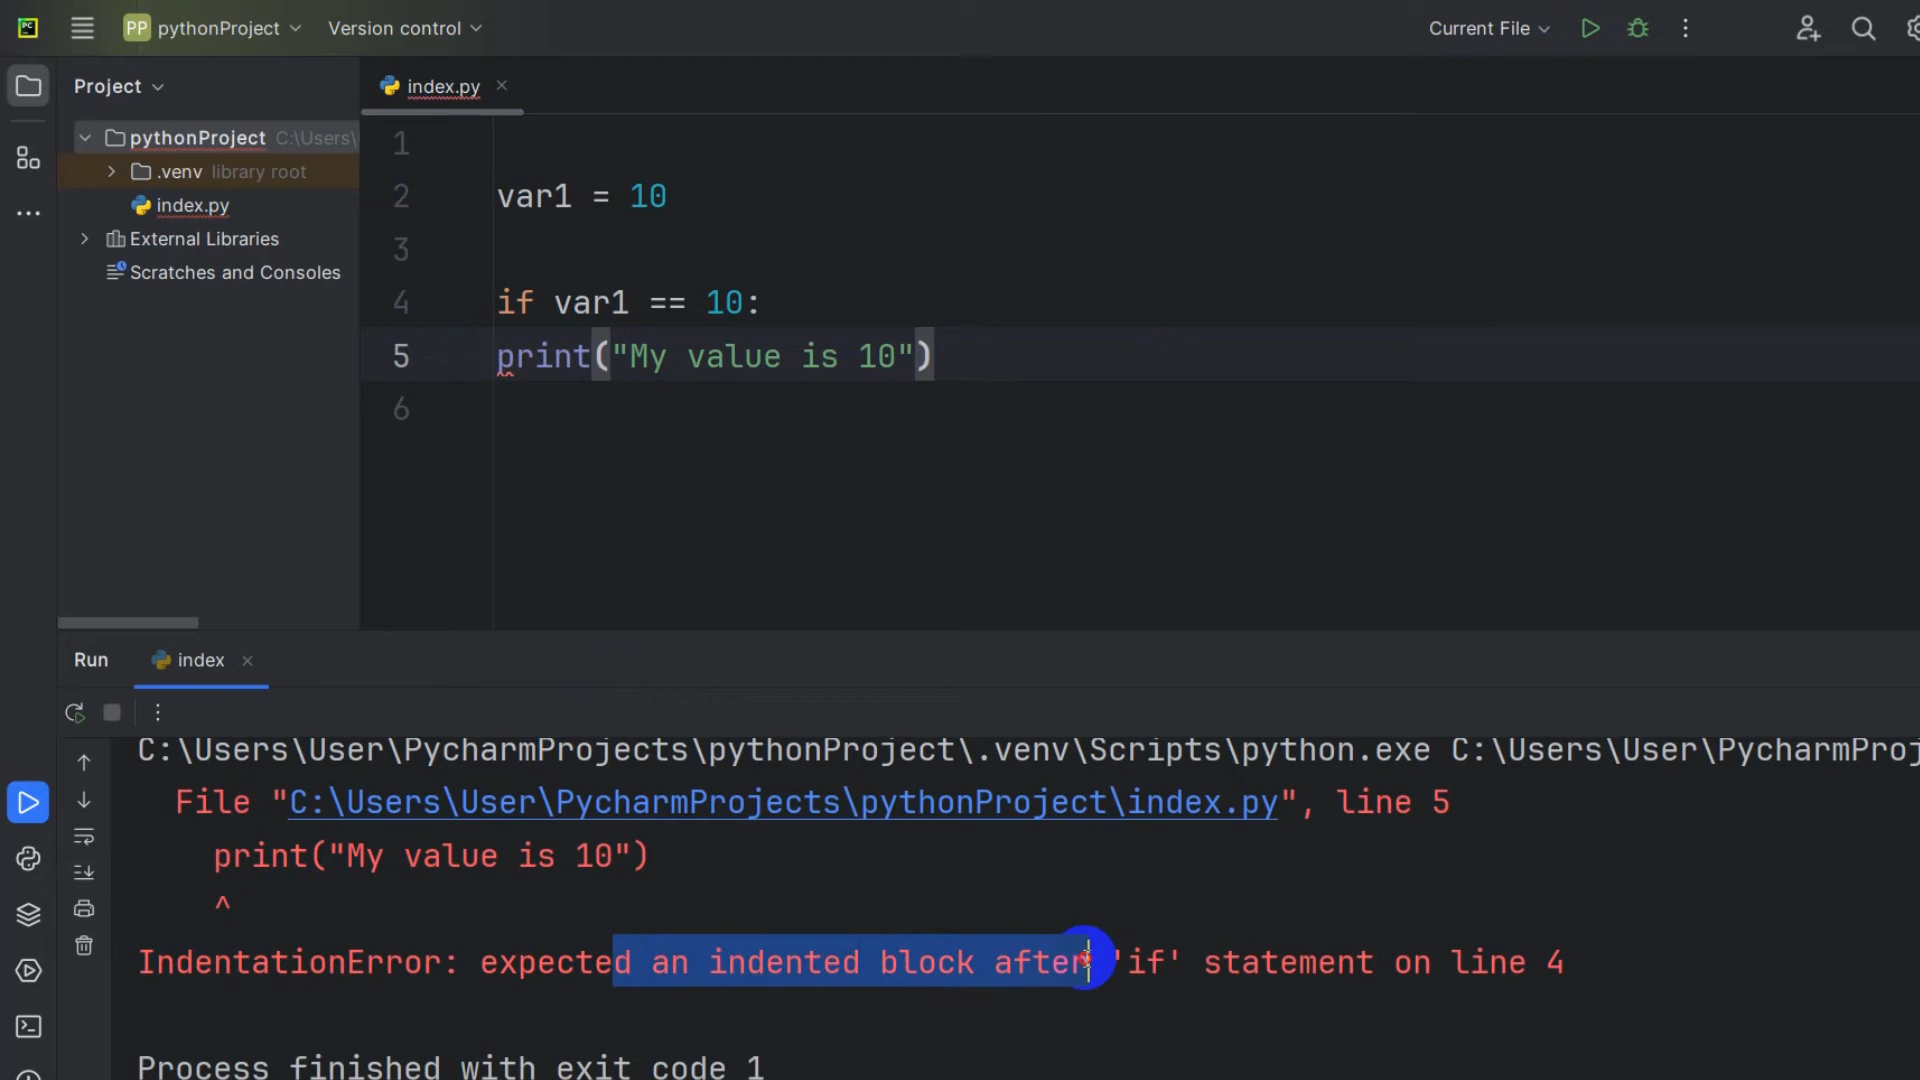 PC
PP pythonProject Version control Current File
Project
index.py
pythonProject C:\Users\
.venv library root
index.py
External Libraries
Scratches and Consoles
1
2 var1 = 10
3
4 if var1 == 10:
5 print("My value is 10")
6
Run index
C:\Users\User\PycharmProjects\pythonProject\.venv\Scripts\python.exe C:\Users\User\PycharmProj
File "C:\Users\User\PycharmProjects\pythonProject\index.py", line 5
print("My value is 10")
^
IndentationError: expected an indented block after 'if' statement on line 4
Process finished with exit code 1